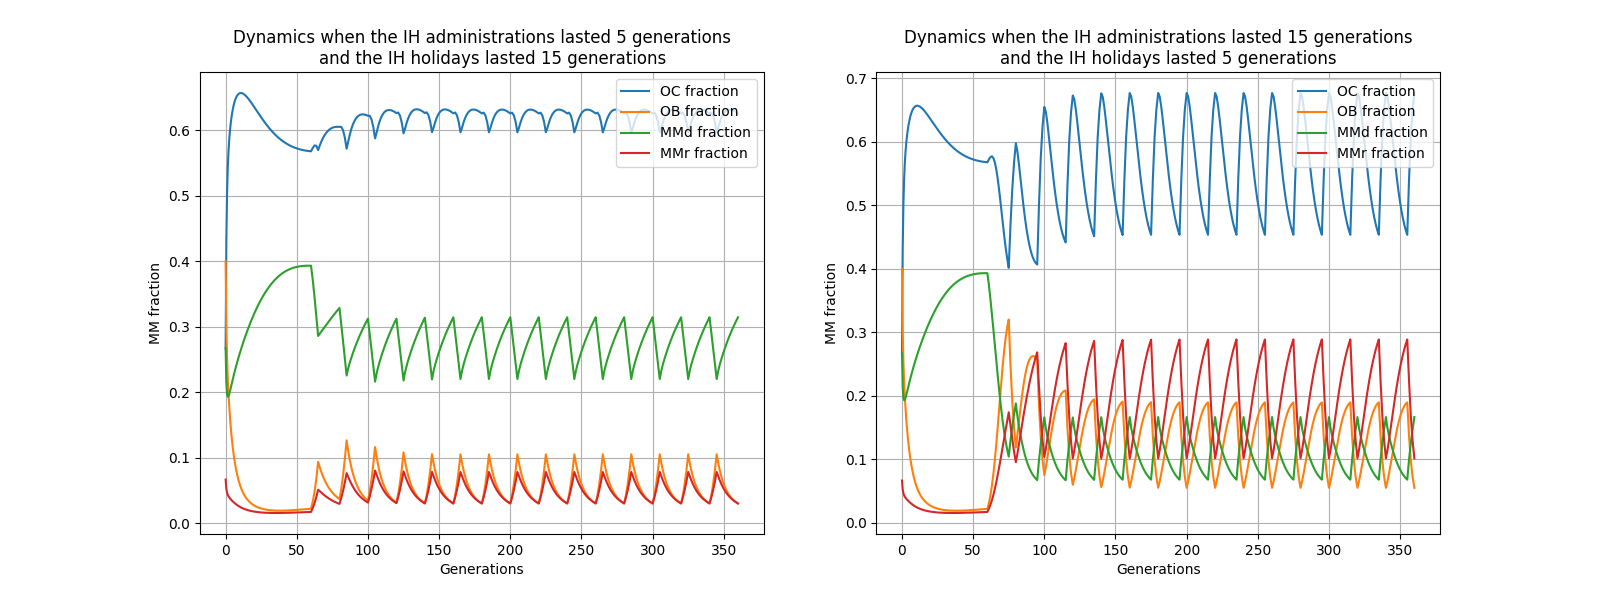 Dynamics when the IH administrations lasted 5 generations
and the IH holidays lasted 15 generations
OC fraction
OB fraction
MMd fraction
MMr fraction
MM fraction
0.6
0.5
0.4
0.3
0.2
0.1
0.0
0 50 100 150 200 250 300 350
Generations
Dynamics when the IH administrations lasted 15 generations
and the IH holidays lasted 5 generations
OC fraction
OB fraction
MMd fraction
MMr fraction
MM fraction
0.7
0.6
0.5
0.4
0.3
0.2
0.1
0.0
0 50 100 150 200 250 300 350
Generations